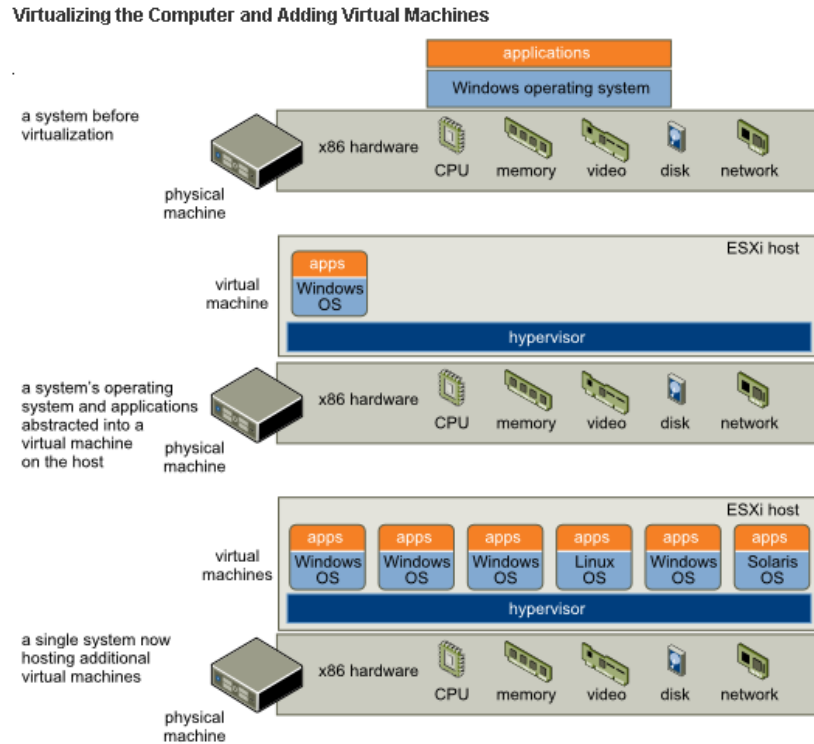 Virtualizing the Computer and Adding Virtual Machines
.
applications
Windows operating system
a system before
virtualization
physical
machine
x86 hardware
CPU
memory
video
disk
network
ESXi host
virtual
machine
apps
Windows
OS
hypervisor
a system's operating
system and applications
abstracted into a
virtual machine
on the host
physical
machine
x86 hardware
CPU
memory
video
disk
network
ESXi host
virtual
machines
apps
Windows
OS
apps
Windows
OS
apps
Windows
OS
apps
Linux
OS
apps
Windows
OS
apps
Solaris
OS
hypervisor
a single system now
hosting additional
virtual machines
physical
machine
x86 hardware
CPU
memory
video
disk
network